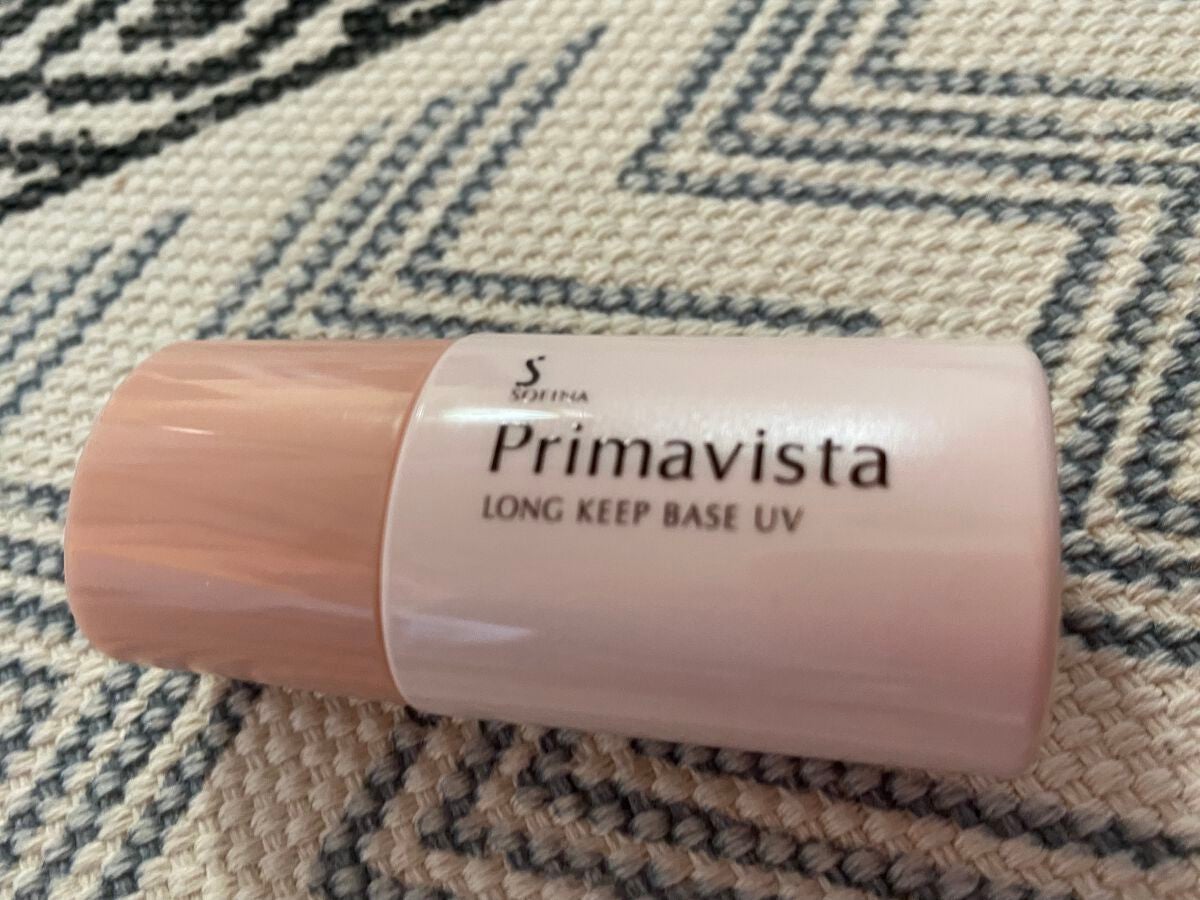 S
SOFINA
Primavista
LONG KEEP BASE UV